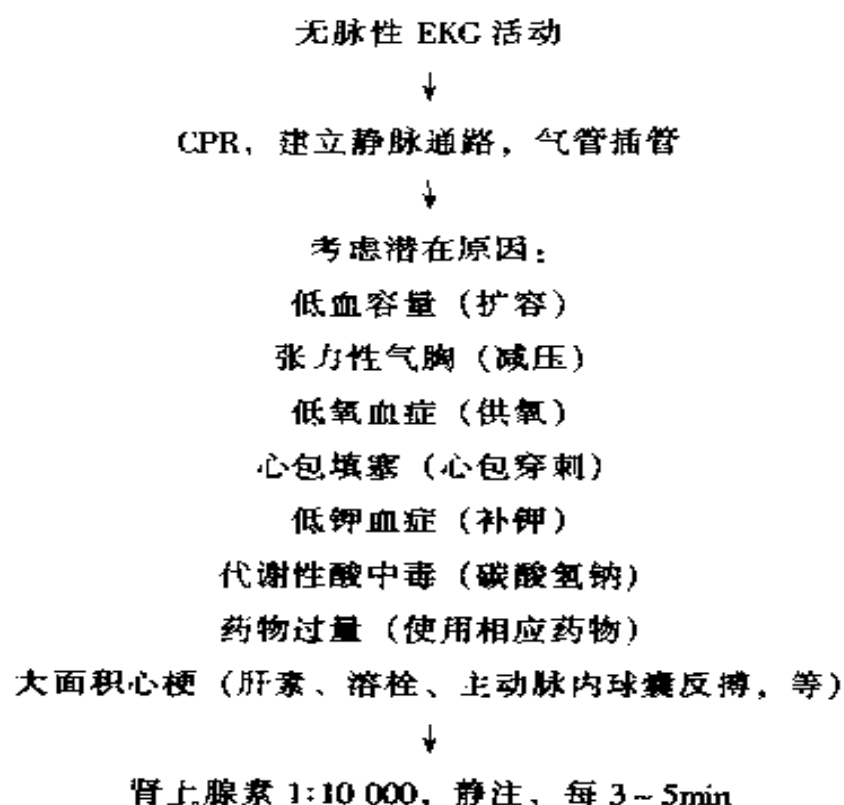 无脉性 EKG 活动
↓
CPR，建立静脉通路，气管插管
↓
考虑潜在原因：
低血容量（扩容）
张力性气胸（减压）
低氧血症（供氧）
心包填塞（心包穿刺）
低钾血症（补钾）
代谢性酸中毒（碳酸氢钠）
药物过量（使用相应药物）
大面积心梗（肝素、溶栓、主动脉内球囊反搏，等）
↓
肾上腺素 1:10 000，静注，每 3~5min